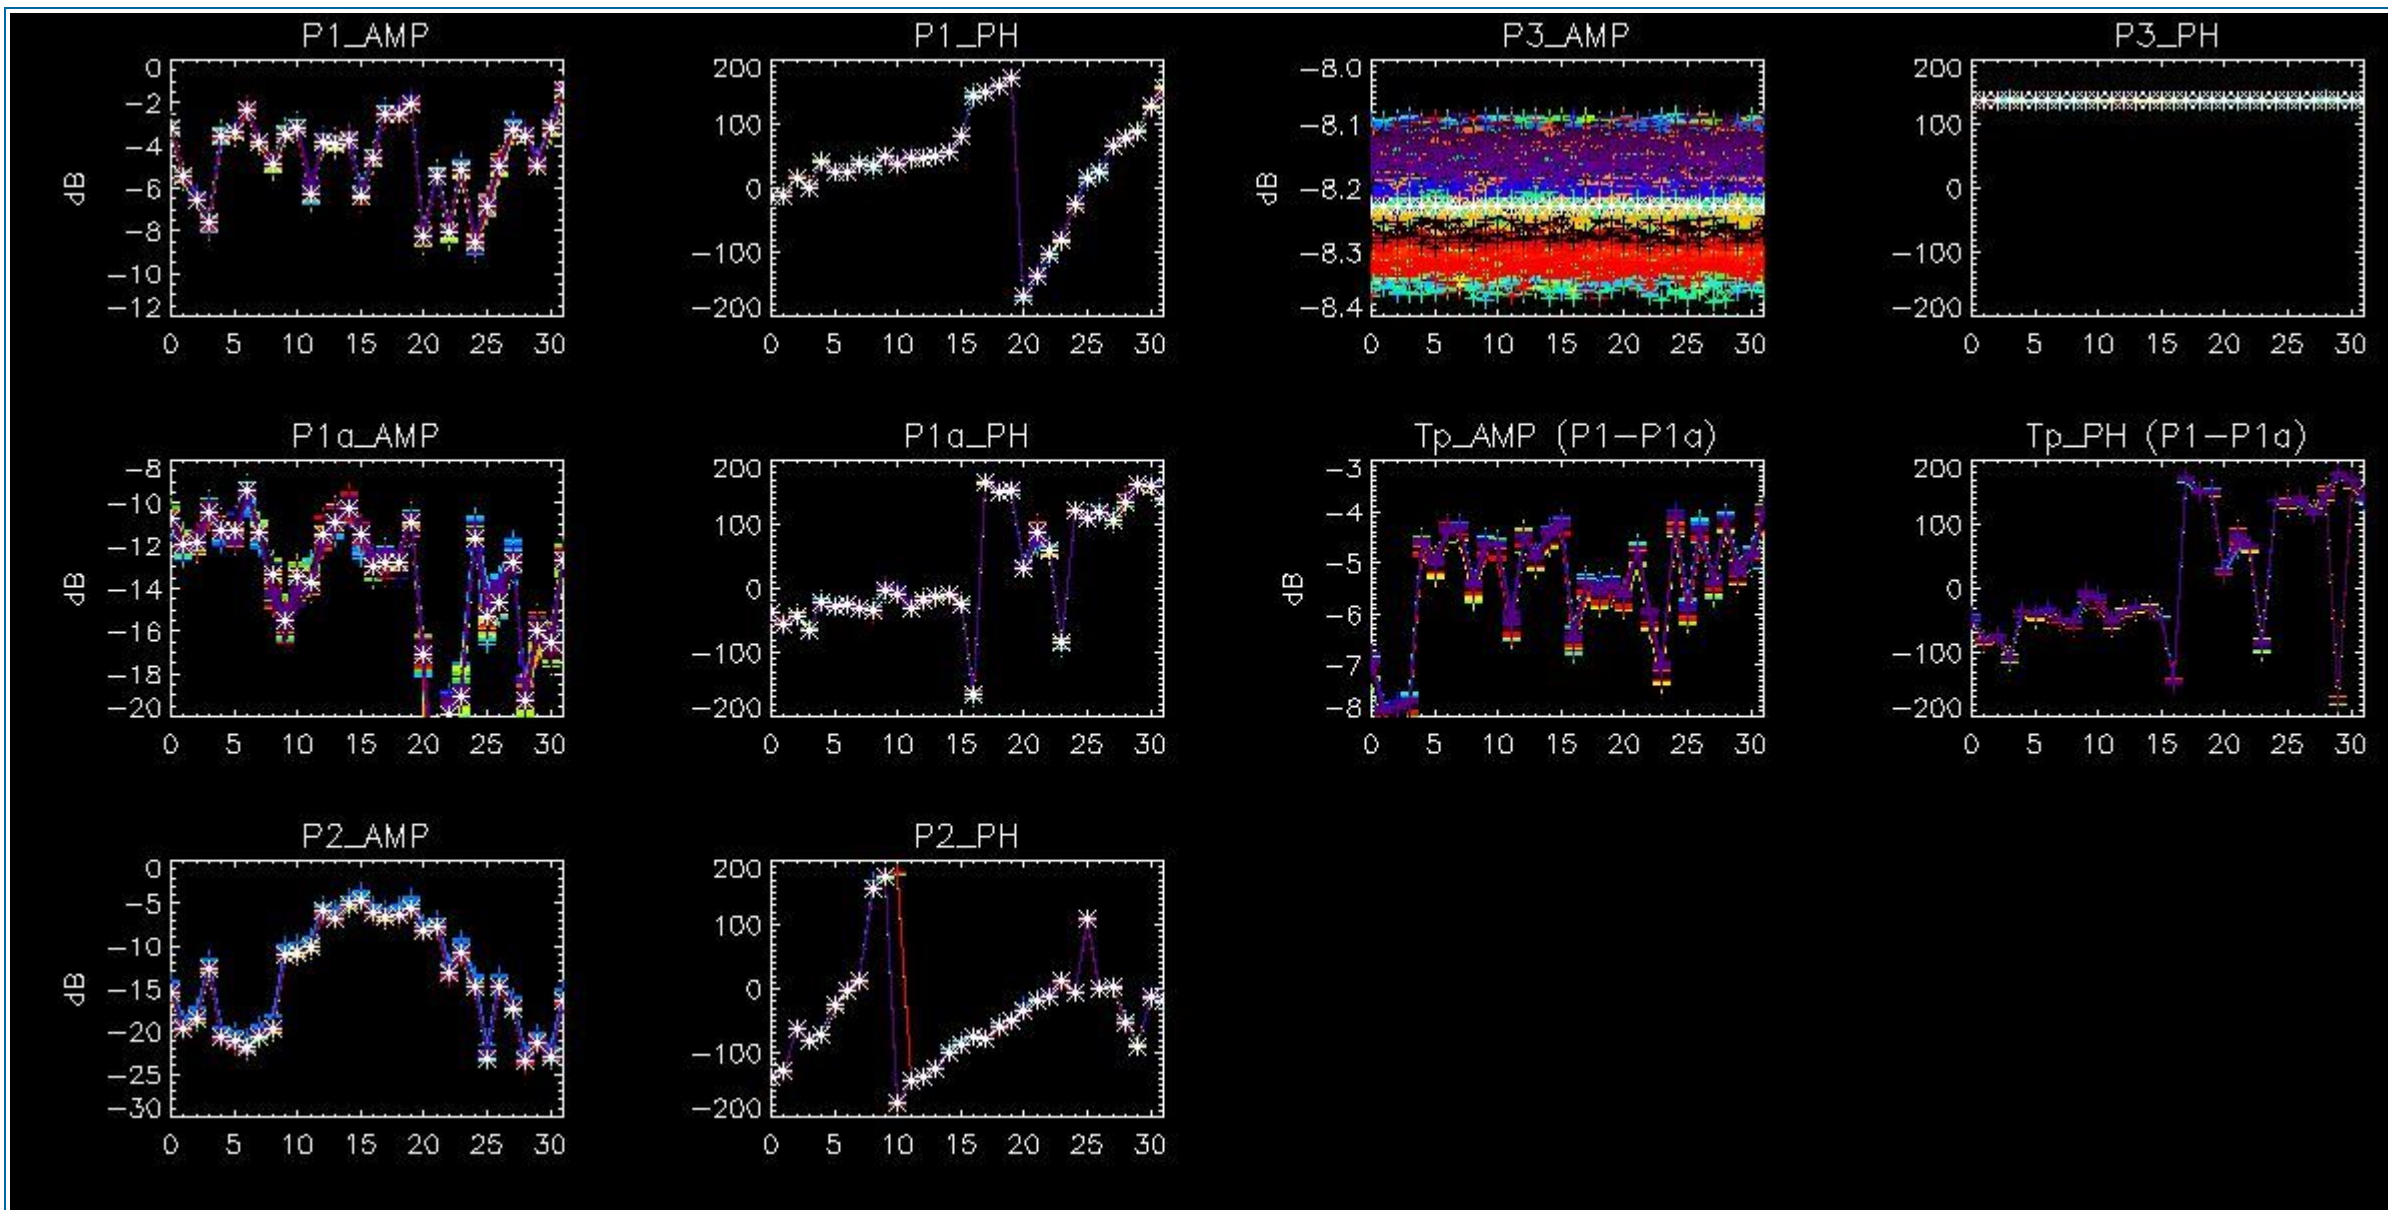 P1_AMP
P1_PH
P3_AMP
P3_PH
0
−2
−4
−6
−8
−10
−12
dB
0 5 10 15 20 25 30
200
100
0
−100
−200
0 5 10 15 20 25 30
−8.0
−8.1
−8.2
−8.3
−8.4
dB
0 5 10 15 20 25 30
200
100
0
−100
−200
0 5 10 15 20 25 30
P1a_AMP
P1a_PH
Tp_AMP (P1−P1a)
Tp_PH (P1−P1a)
−8
−10
−12
−14
−16
−18
−20
dB
0 5 10 15 20 25 30
200
100
0
−100
−200
0 5 10 15 20 25 30
−3
−4
−5
−6
−7
−8
dB
0 5 10 15 20 25 30
200
100
0
−100
−200
0 5 10 15 20 25 30
P2_AMP
P2_PH
0
−5
−10
−15
−20
−25
−30
dB
0 5 10 15 20 25 30
200
100
0
−100
−200
0 5 10 15 20 25 30